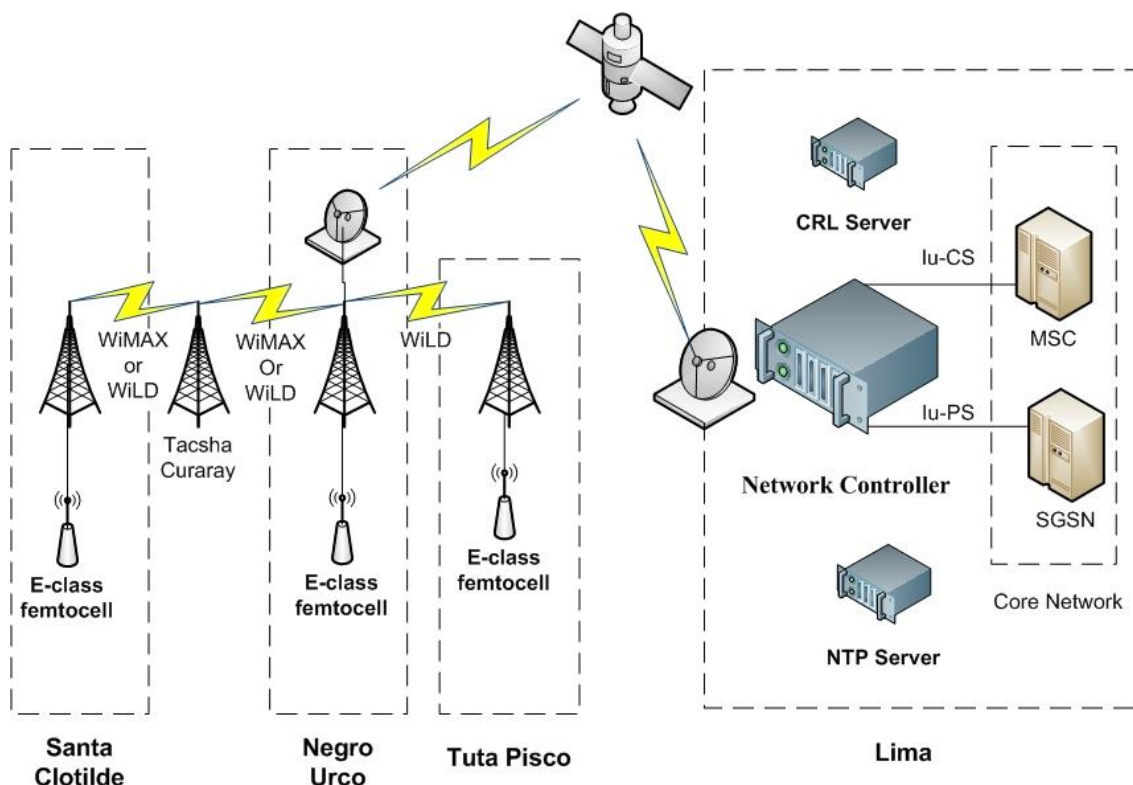 CRL Server
Iu-CS
MSC
WiMAX
or
WiLD
WiMAX
Or
WiLD
WiLD
Tacsha
Curaray
Iu-PS
Network Controller
SGSN
E-class
femtocell
E-class
femtocell
E-class
femtocell
Core Network
NTP Server
Santa
Clotilde
Negro
Urco
Tuta Pisco
Lima